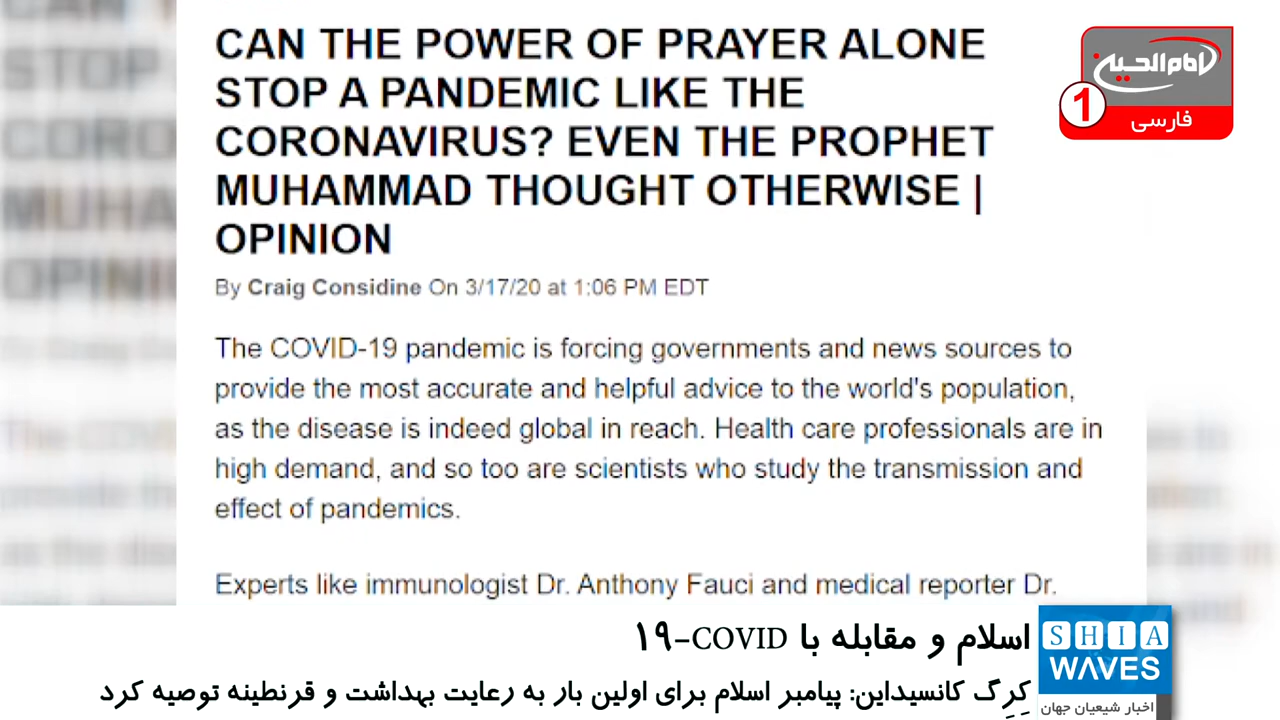 CAN THE POWER OF PRAYER ALONE
STOP A PANDEMIC LIKE THE
CORONAVIRUS? EVEN THE PROPHET
MUHAMMAD THOUGHT OTHERWISE |
OPINION
By Craig Considine On 3/17/20 at 1:06 PM EDT
The COVID-19 pandemic is forcing governments and news sources to
provide the most accurate and helpful advice to the world's population,
as the disease is indeed global in reach. Health care professionals are in
high demand, and so too are scientists who study the transmission and
effect of pandemics.
Experts like immunologist Dr. Anthony Fauci and medical reporter Dr.
امام‌الحسین
1
فارسی
اسلام و مقابله با COVID-۱۹
کِرِگ کانسیداین: پیامبر اسلام برای اولین بار به رعایت بهداشت و قرنطینه توصیه کرد
SHIA
WAVES
اخبار شیعیان جهان